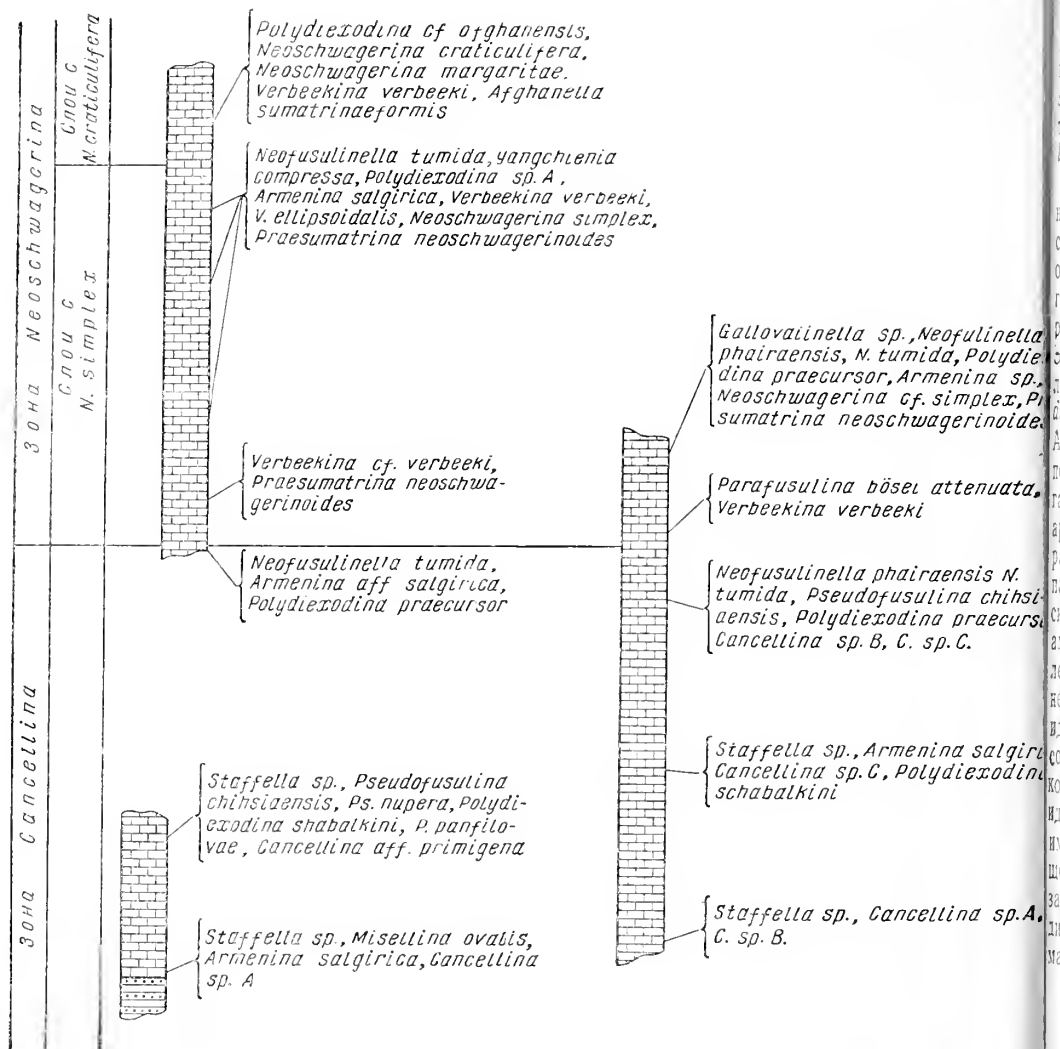 Зона Neoschwagerina
Слои с
N. craticulifera
Слои с
N. simplex
Зона Cancellina
Polydiexodina cf afghanensis,
Neoschwagerina craticulifera,
Neoschwagerina margaritae.
Verbeekina verbeeki, Afghanella
sumatrinaeformis
Neofusulinella tumida, yangchienia
compressa, Polydiexodina sp. A,
Armenina salgirica, Verbeekina verbeeki,
V. ellipsoidalis, Neoschwagerina simplex,
Praesumatrina neoschwagerinoides
Verbeekina cf. verbeeki,
Praesumatrina neoschwa-
gerinoides
Neofusulinella tumida,
Armenina aff salgirica,
Polydiexodina praecursor
Staffella sp., Pseudofusulina
chihsiaensis, Ps. nupera, Polydi-
exodina shabalkini, P. panfilo-
vae, Cancellina aff. primigena
Staffella sp., Misellina ovalis,
Armenina salgirica, Cancellina
sp. A
Gallovaiinella sp., Neofulinella
phairaensis, N. tumida, Polydie
dina praecursor, Armenina sp.,
Neoschwagerina cf. simplex, P
sumatrina neoschwagerinoide
Parafusulina bösei attenuata,
Verbeekina verbeeki
Neofusulinella phairaensis N.
tumida, Pseudofusulina chihsi-
aensis, Polydiexodina praecurs
Cancellina sp. B, C. sp. C.
Staffella sp., Armenina salgiri
Cancellina sp. C, Polydiexodin
schabalkini
Staffella sp., Cancellina sp. A,
C. sp. B.